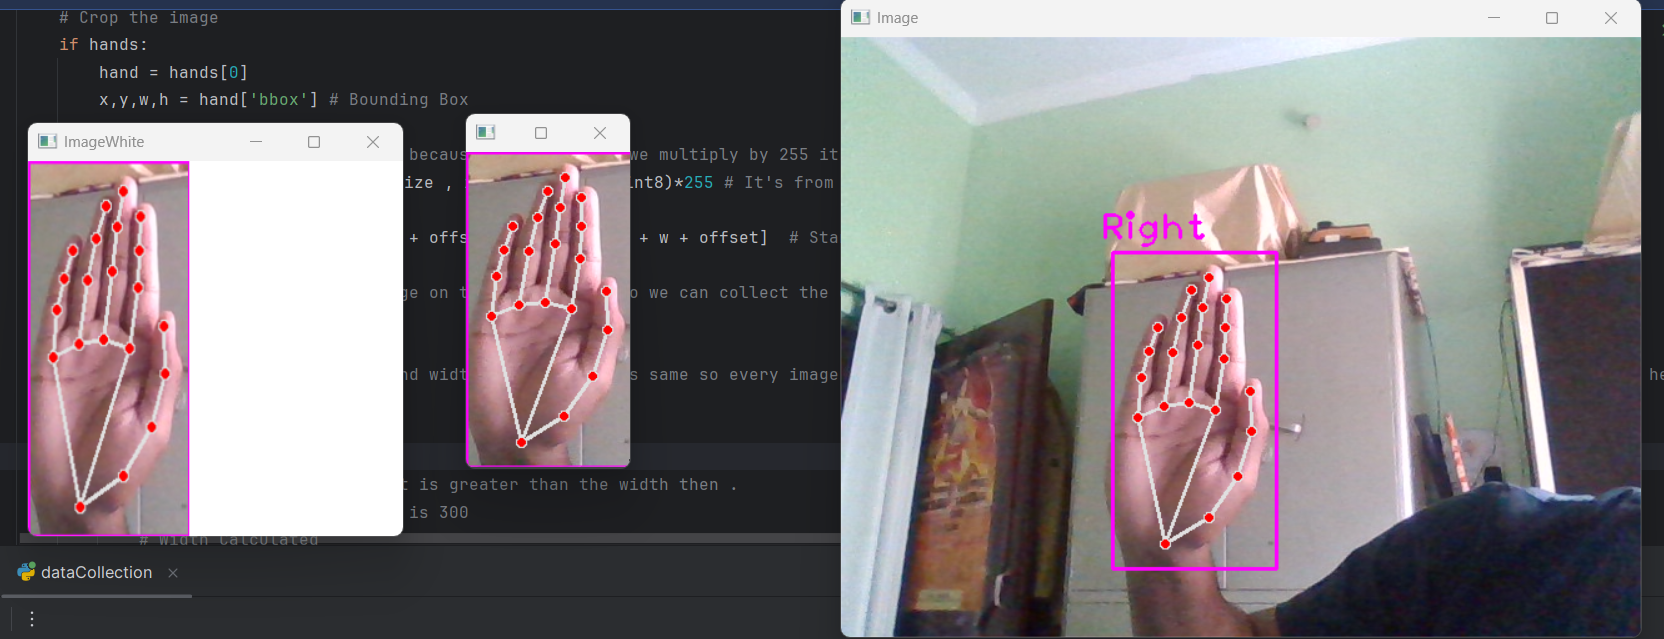 # Crop the image
if hands:
hand = hands[0]
x,y,w,h = hand['bbox'] # Bounding Box
ImageWhite
we multiply by 255 it
ize , int8)*255 # It's from
+ offs + w + offset] # Sta
ge on t o we can collect the
nd widt s same so every image he
t is greater than the width then .
is 300
# Width Calculated
dataCollection
Image
Right